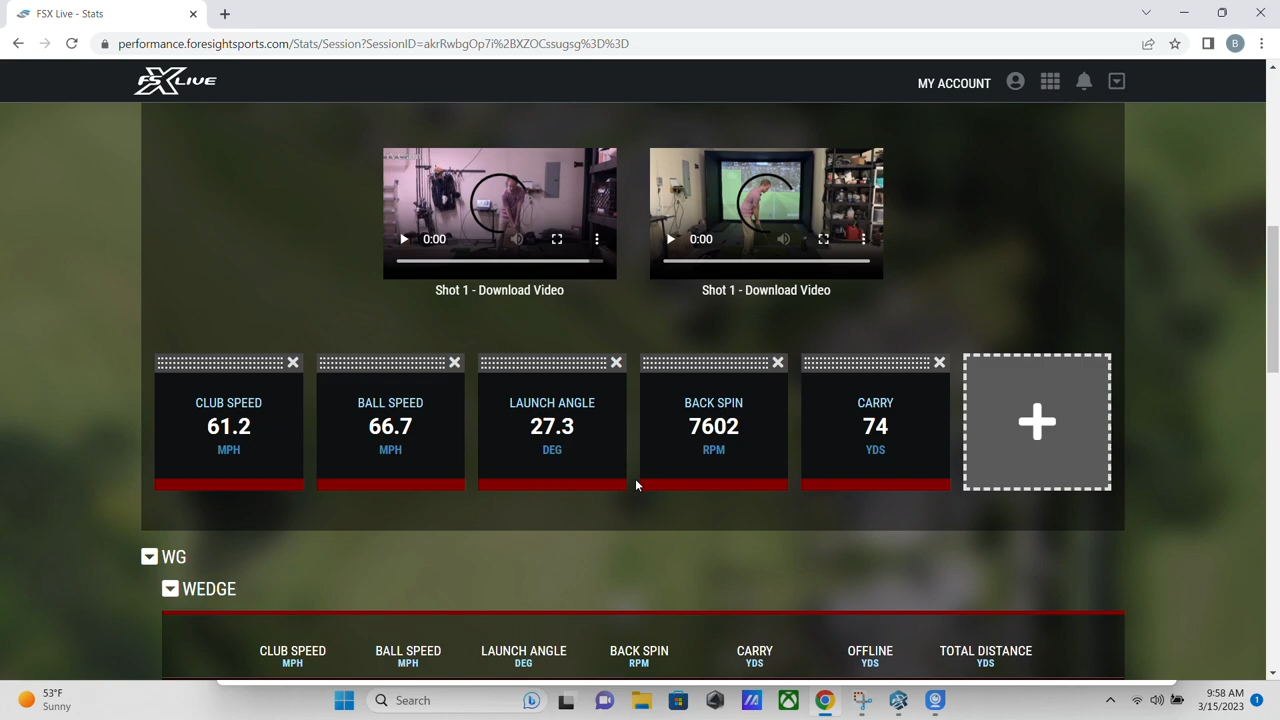 FSX Live - Stats
performance.foresightsports.com/Stats/Session?SessionID=akrRwbgOp7i%2BXZOCssugsg%3D%3D
B
FSX LIVE
MY ACCOUNT
0:00
0:00
Shot 1 - Download Video
Shot 1 - Download Video
CLUB SPEED
61.2
MPH
BALL SPEED
66.7
MPH
LAUNCH ANGLE
27.3
DEG
BACK SPIN
7602
RPM
CARRY
74
YDS
WG
WEDGE
CLUB SPEED
MPH
BALL SPEED
MPH
LAUNCH ANGLE
DEG
BACK SPIN
RPM
CARRY
YDS
OFFLINE
YDS
TOTAL DISTANCE
YDS
53°F
Sunny
Search
9:58 AM
3/15/2023
1